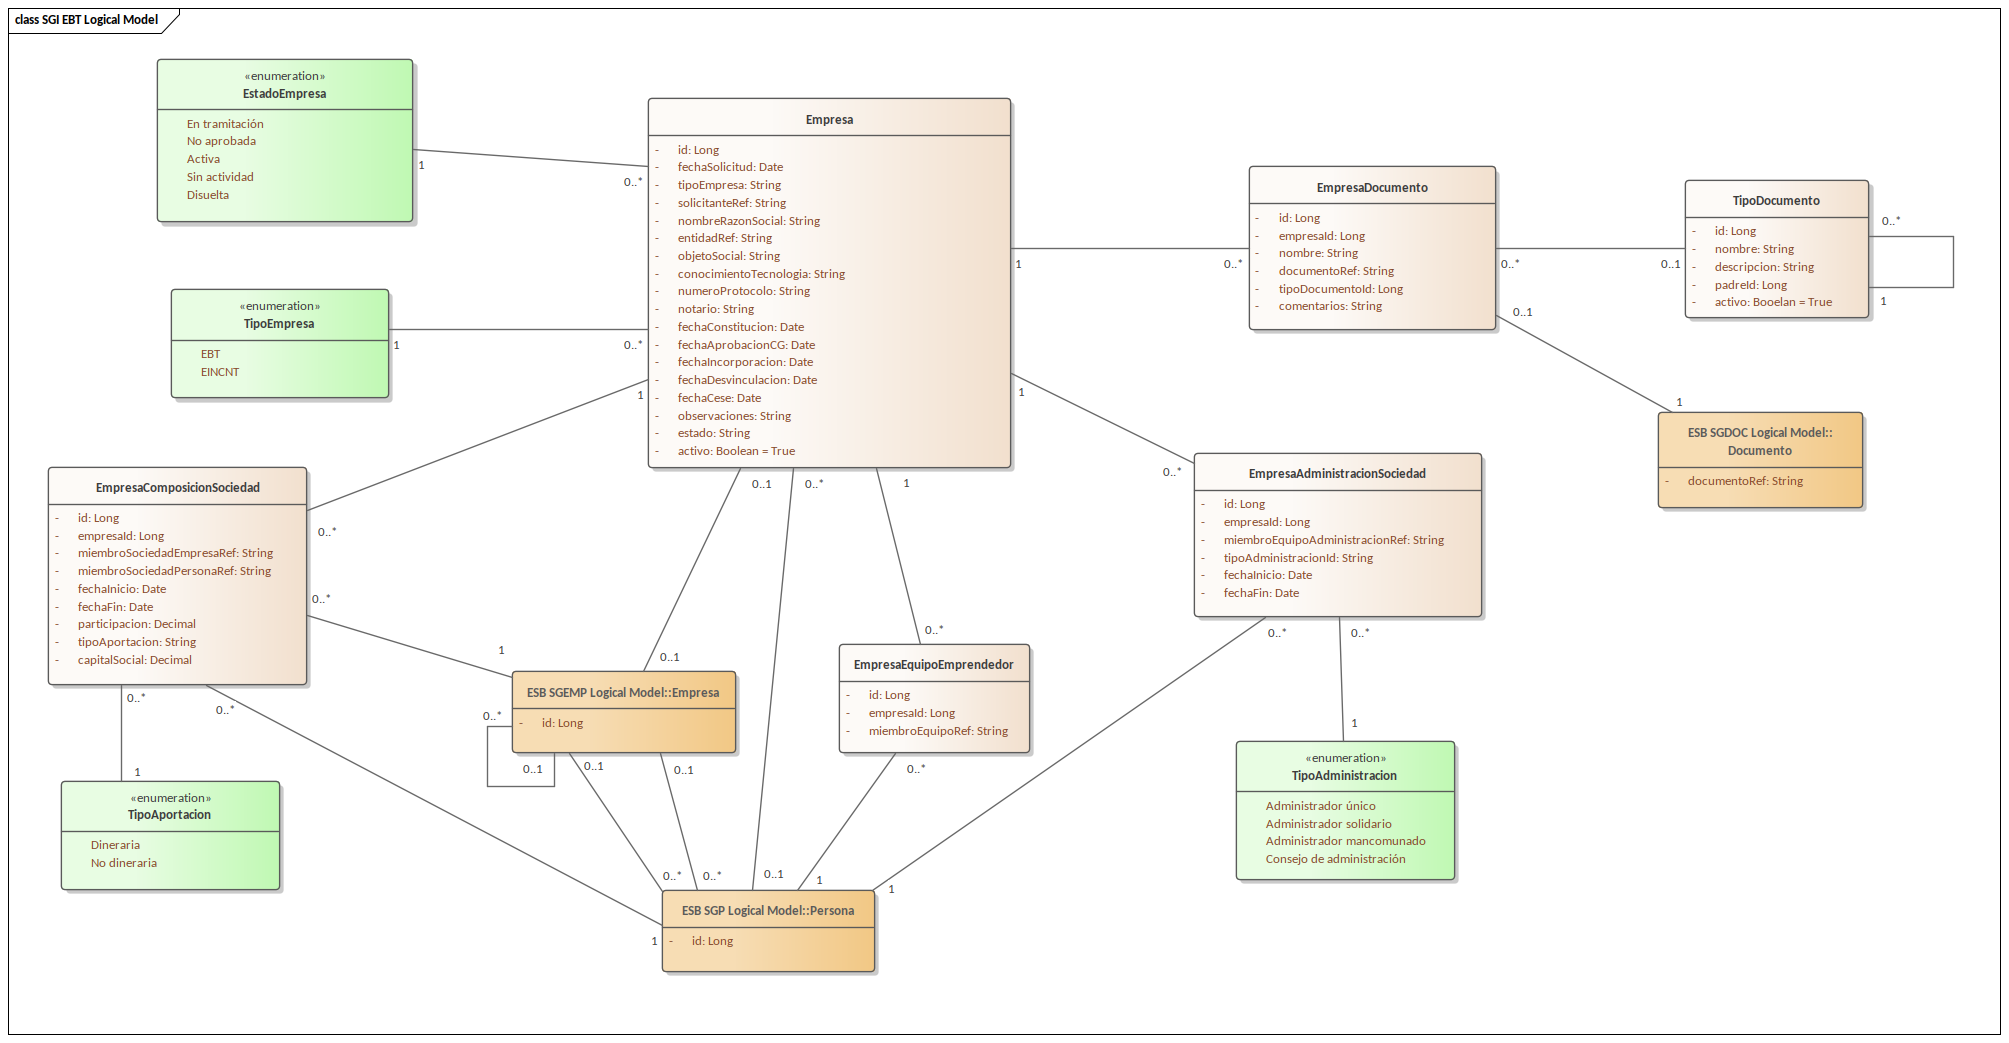 class SGI EBT Logical Model
«enumeration»
EstadoEmpresa
En tramitación
No aprobada
Activa
Sin actividad
Disuelta
1
0..*
«enumeration»
TipoEmpresa
EBT
EINCNT
1
0..*
Empresa
- id: Long
- fechaSolicitud: Date
- tipoEmpresa: String
- solicitanteRef: String
- nombreRazonSocial: String
- entidadRef: String
- objetoSocial: String
- conocimientoTecnologia: String
- numeroProtocolo: String
- notario: String
- fechaConstitucion: Date
- fechaAprobacionCG: Date
- fechaIncorporacion: Date
- fechaDesvinculacion: Date
- fechaCese: Date
- observaciones: String
- estado: String
- activo: Boolean = True
1
0..*
EmpresaDocumento
- id: Long
- empresaId: Long
- nombre: String
- documentoRef: String
- tipoDocumentoId: Long
- comentarios: String
0..*
0..1
TipoDocumento
- id: Long
- nombre: String
- descripcion: String
- padreId: Long
- activo: Booelan = True
0..*
1
0..1
1
ESB SGDOC Logical Model::
Documento
- documentoRef: String
1
0..*
EmpresaComposicionSociedad
- id: Long
- empresaId: Long
- miembroSociedadEmpresaRef: String
- miembroSociedadPersonaRef: String
- fechaInicio: Date
- fechaFin: Date
- participacion: Decimal
- tipoAportacion: String
- capitalSocial: Decimal
0..*
1
0..*
1
0..*
1
«enumeration»
TipoAportacion
Dineraria
No dineraria
0..1
0..1
ESB SGEMP Logical Model::Empresa
- id: Long
0..*
0..1
0..1
0..*
0..1
0..*
0..*
0..1
1
0..*
EmpresaEquipoEmprendedor
- id: Long
- empresaId: Long
- miembroEquipoRef: String
0..*
1
ESB SGP Logical Model::Persona
- id: Long
1
0..*
EmpresaAdministracionSociedad
- id: Long
- empresaId: Long
- miembroEquipoAdministracionRef: String
- tipoAdministracionId: String
- fechaInicio: Date
- fechaFin: Date
0..*
1
0..*
1
«enumeration»
TipoAdministracion
Administrador único
Administrador solidario
Administrador mancomunado
Consejo de administración